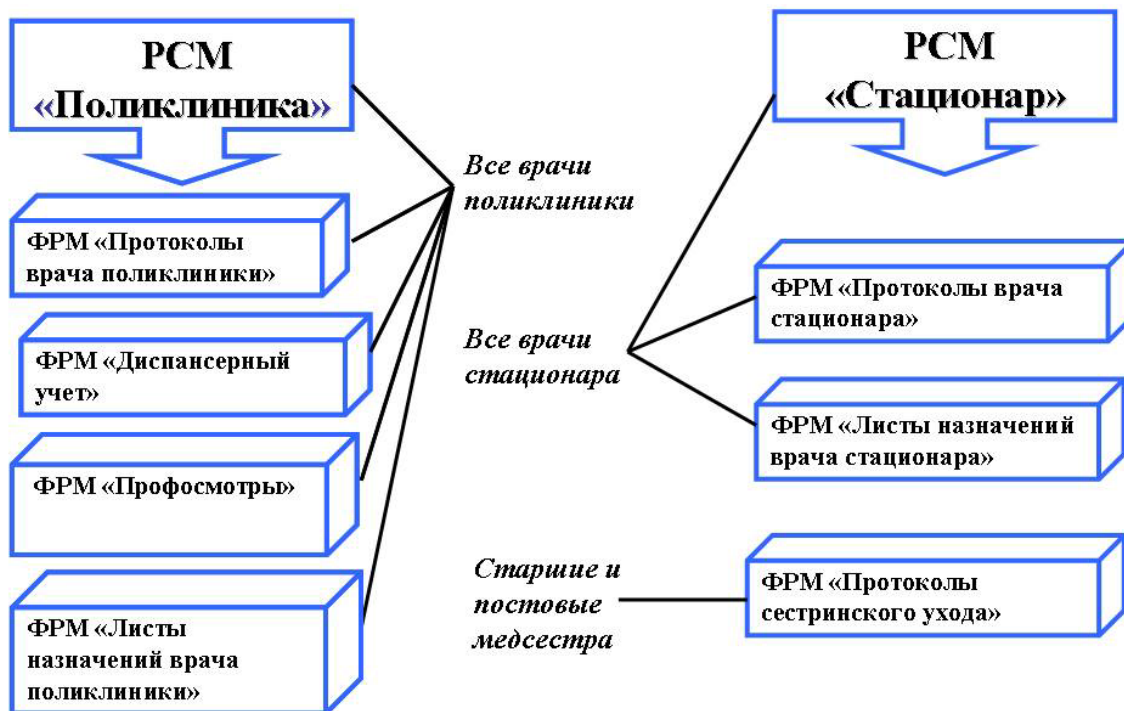 РСМ
«Поликлиника»
ФРМ «Протоколы
врача поликлиники»
ФРМ «Диспансерный
учет»
ФРМ «Профосмотры»
ФРМ «Листы
назначений врача
поликлиники»
Все врачи
поликлиники
Все врачи
стационара
Старшие и
постовые
медсестра
РСМ
«Стационар»
ФРМ «Протоколы врача
стационара»
ФРМ «Листы назначений
врача стационара»
ФРМ «Протоколы
сестринского ухода»